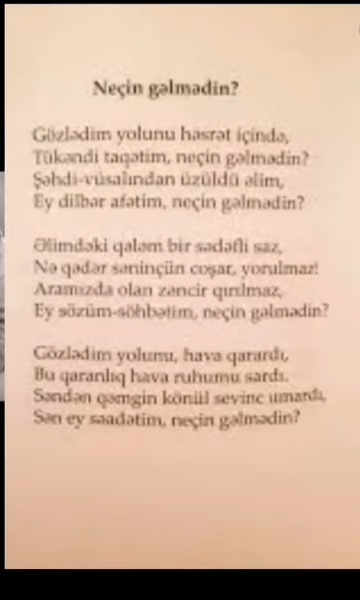 Neçin gəlmədin?
Gözlədim yolunu həsrət içində,
Tükəndi taqətim, neçin gəlmədin?
Şəhdi-vüsalından üzüldü əlim,
Ey dilbər afətim, neçin gəlmədin?
Əlimdəki qələm bir sədəfli saz,
Nə qədər səninçün coşar, yorulmaz!
Aramızda olan zəncir qırılmaz,
Ey sözüm-söhbətim, neçin gəlmədin?
Gözlədim yolunu, hava qarardı,
Bu qaranlıq hava ruhumu sardı.
Səndən qəmgin könül sevinc umardı,
Sən ey səadətim, neçin gəlmədin?